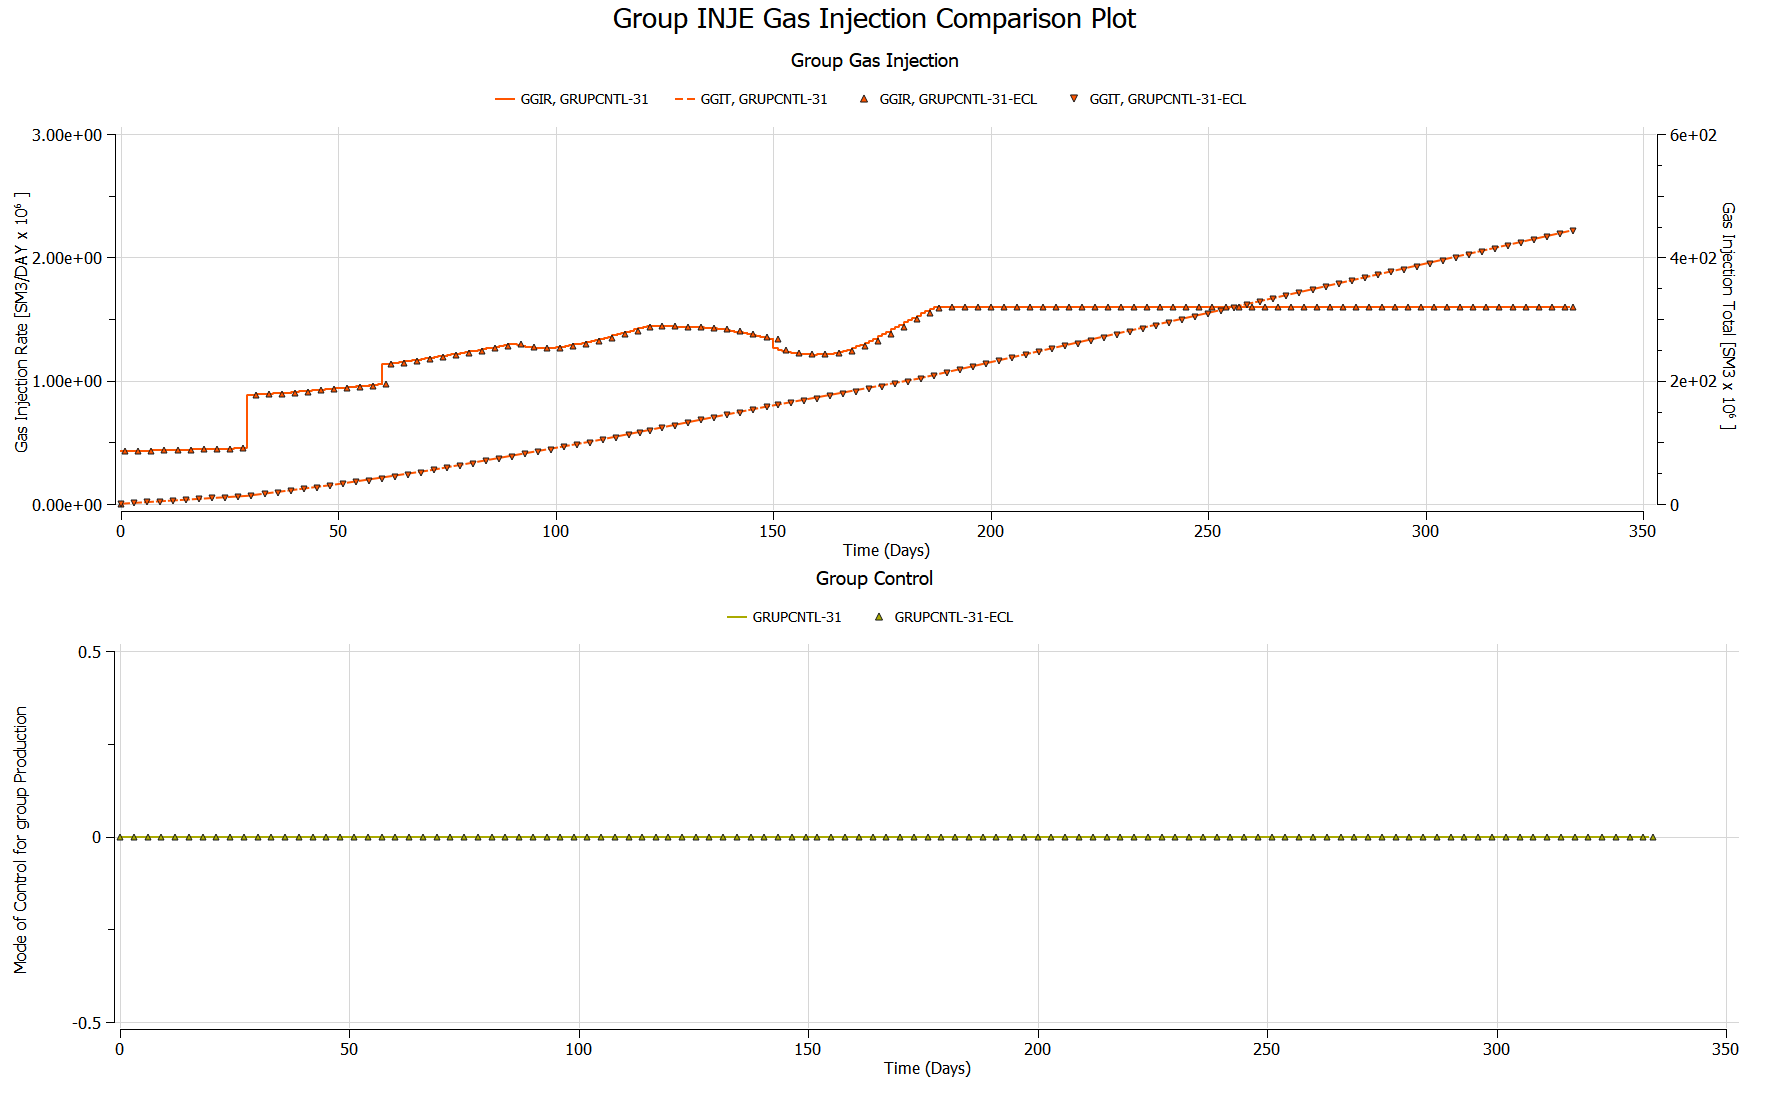 Group INJE Gas Injection Comparison Plot
Group Gas Injection
GGIR, GRUPCNTL-31 GGIT, GRUPCNTL-31 GGIR, GRUPCNTL-31-ECL GGIT, GRUPCNTL-31-ECL
Gas Injection Rate [SM3/DAY x 10⁶ ]
3.00e+00
2.00e+00
1.00e+00
0.00e+00
6e+02
4e+02
2e+02
0
Gas Injection Total [SM3 x 10⁶ ]
0 50 100 150 200 250 300 350
Time (Days)
Group Control
GRUPCNTL-31 GRUPCNTL-31-ECL
Mode of Control for group Production
0.5
0
-0.5
0 50 100 150 200 250 300 350
Time (Days)